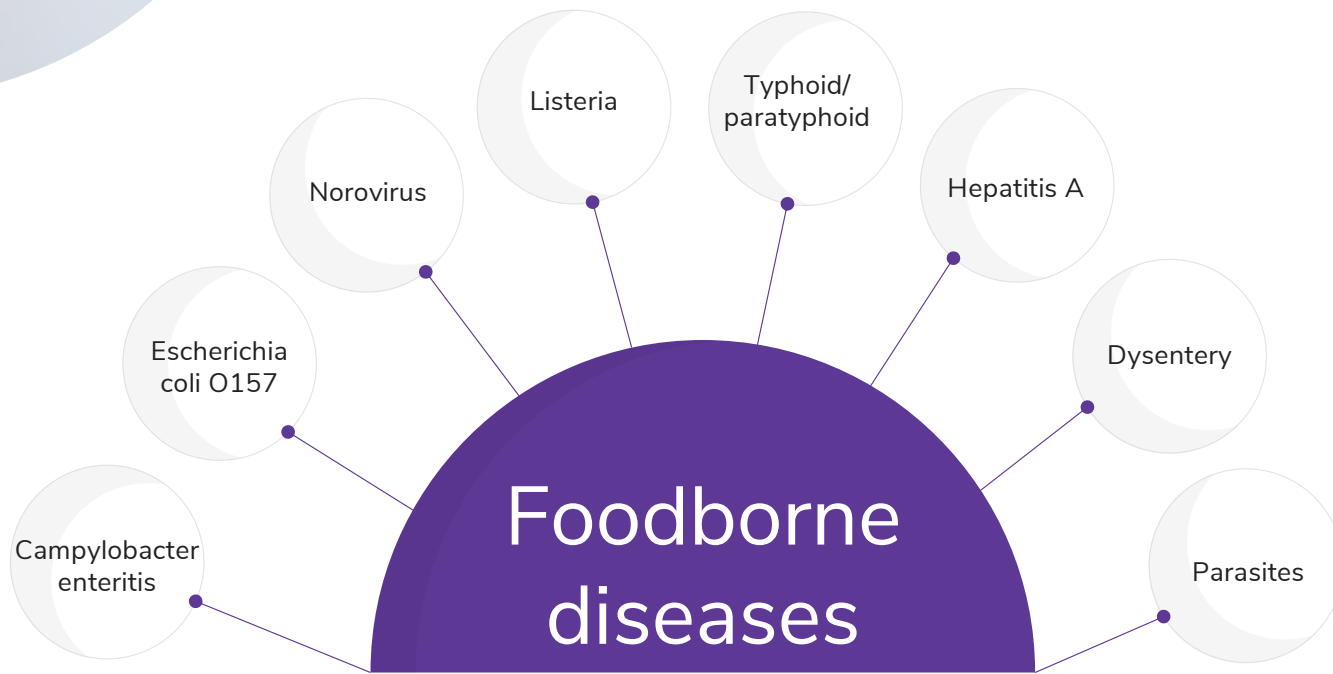 Listeria
Typhoid/
paratyphoid
Norovirus
Hepatitis A
Escherichia
coli O157
Dysentery
Campylobacter
enteritis
Parasites
Foodborne
diseases